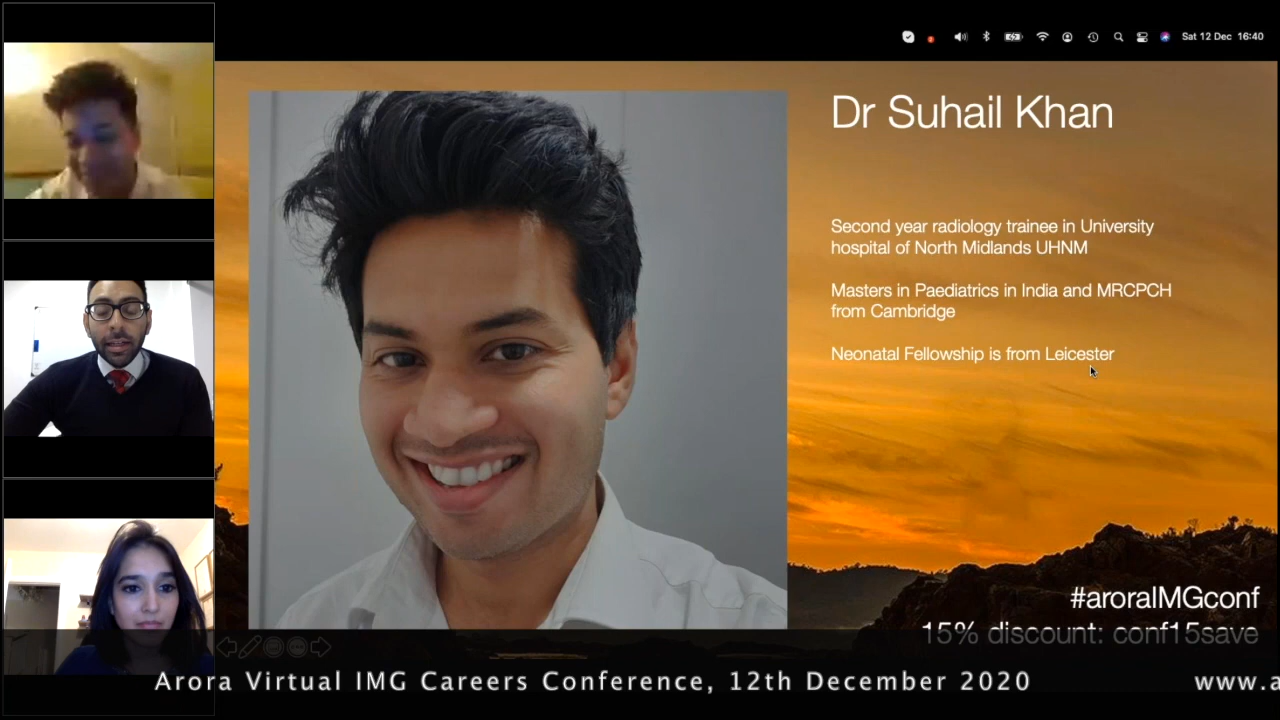 Sat 12 Dec 16:40
Dr Suhail Khan
Second year radiology trainee in University
hospital of North Midlands UHNM
Masters in Paediatrics in India and MRCPCH
from Cambridge
Neonatal Fellowship is from Leicester
#aroraIMGconf
15% discount: conf15save
Arora Virtual IMG Careers Conference, 12th December 2020
www.a